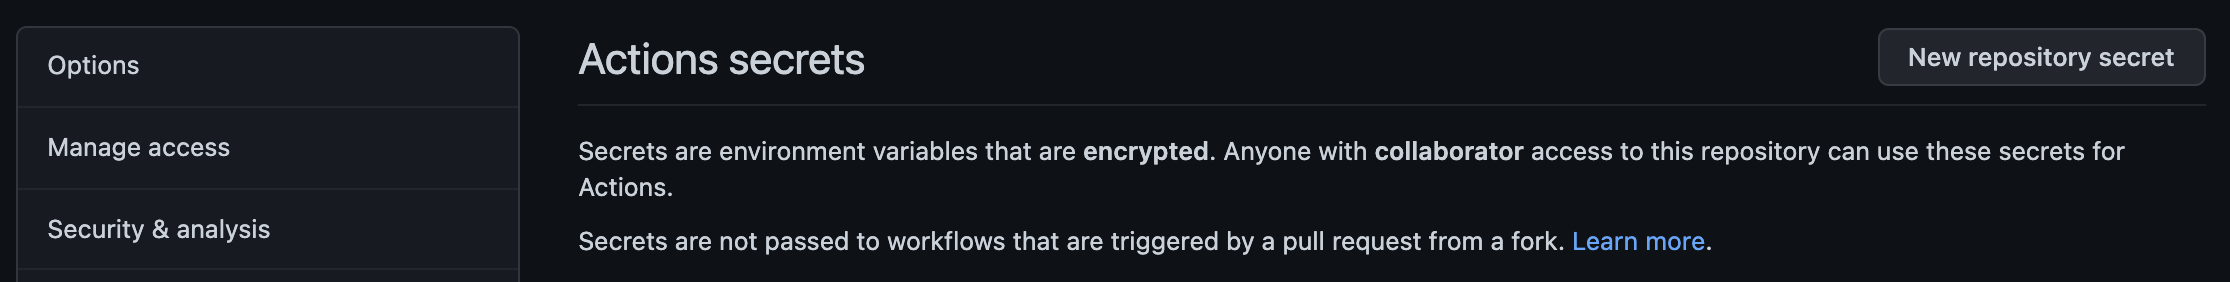 Options
Manage access
Security & analysis
Actions secrets
New repository secret
Secrets are environment variables that are encrypted. Anyone with collaborator access to this repository can use these secrets for
Actions.
Secrets are not passed to workflows that are triggered by a pull request from a fork. Learn more.